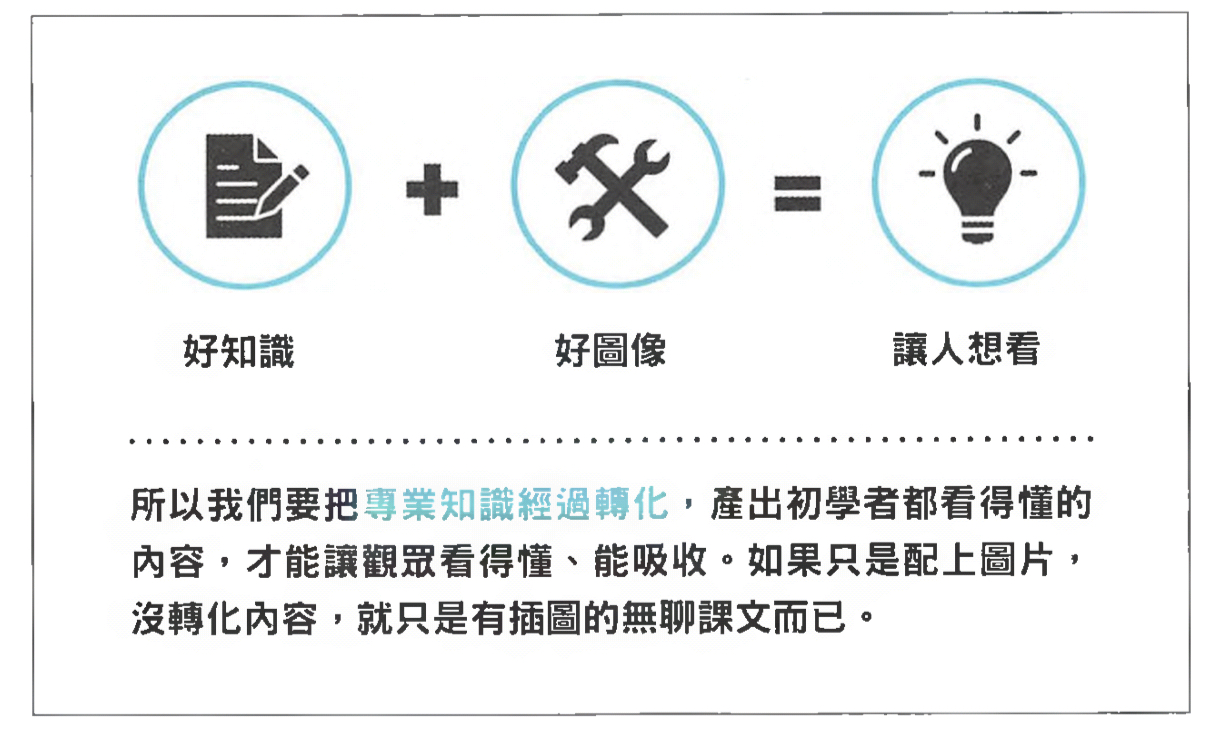 +
=
好知識
好圖像
讓人想看
所以我們要把專業知識經過轉化，產出初學者都看得懂的
內容，才能讓觀眾看得懂、能吸收。如果只是配上圖片，
沒轉化內容，就只是有插圖的無聊課文而已。